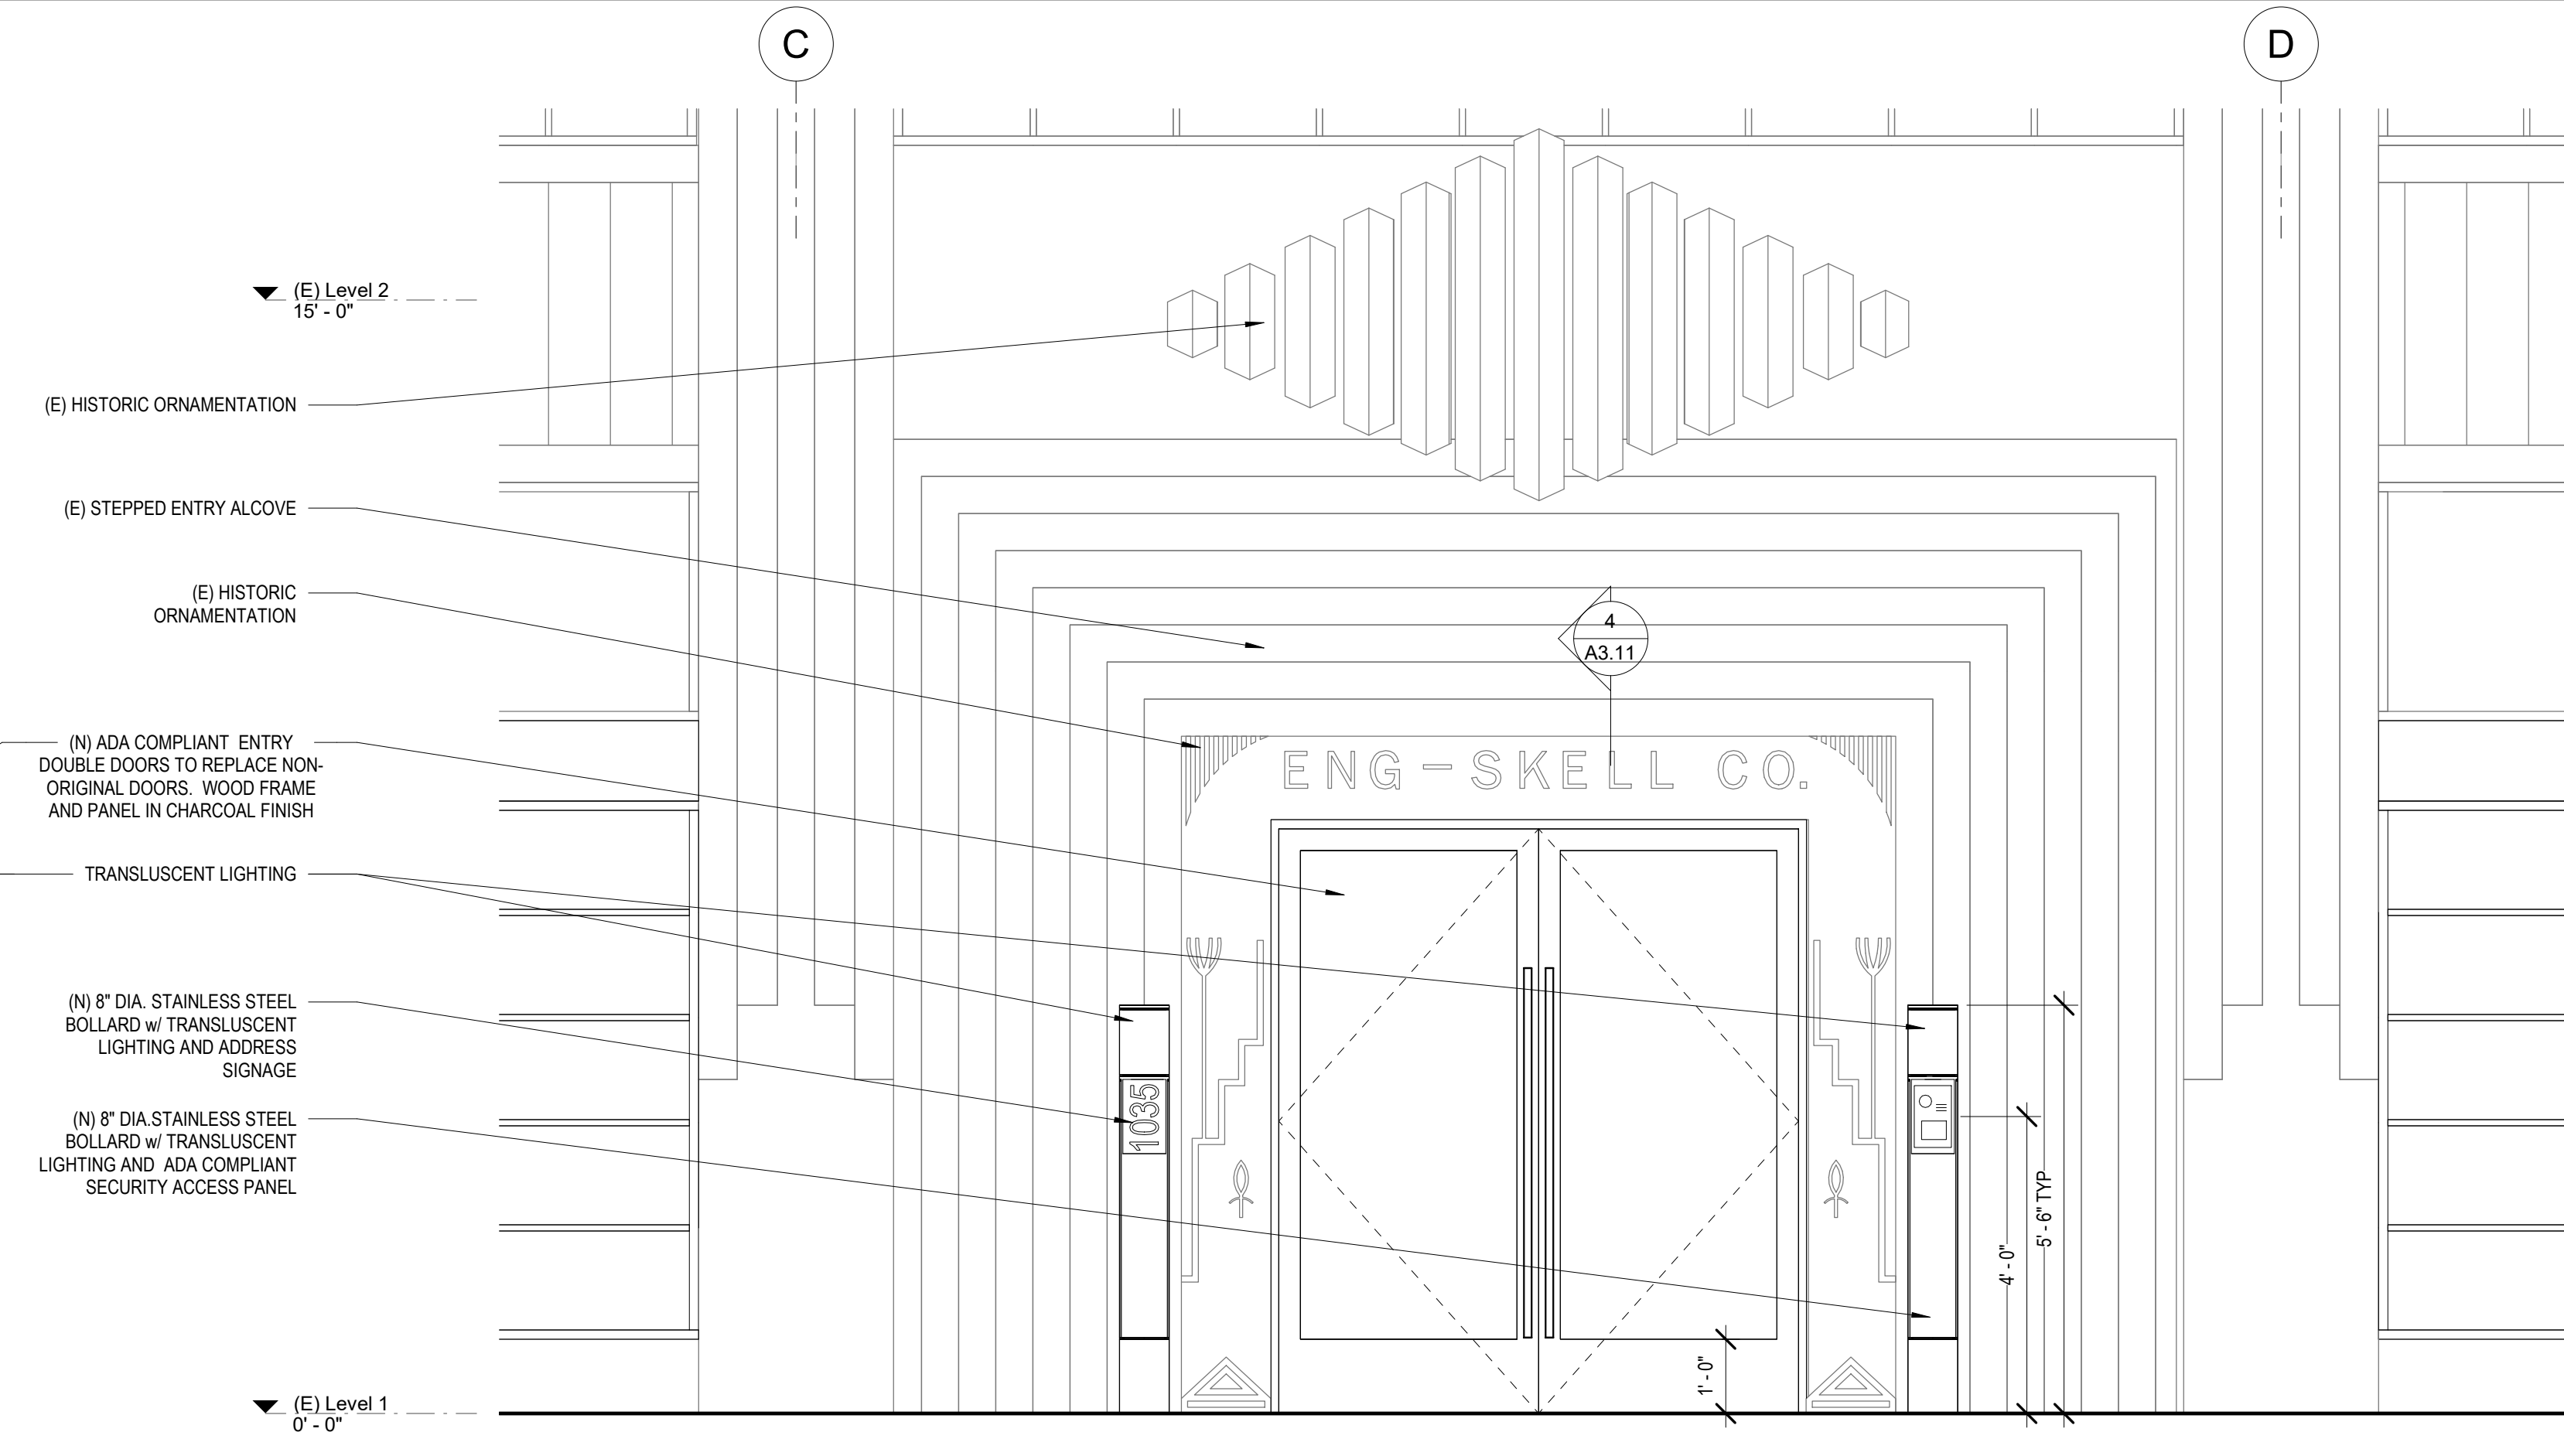 C
D
(E) Level 2
15' - 0"
(E) HISTORIC ORNAMENTATION
(E) STEPPED ENTRY ALCOVE
(E) HISTORIC
ORNAMENTATION
4
A3.11
(N) ADA COMPLIANT ENTRY
DOUBLE DOORS TO REPLACE NON-
ORIGINAL DOORS. WOOD FRAME
AND PANEL IN CHARCOAL FINISH
ENG-SKELL CO.
TRANSLUSCENT LIGHTING
(N) 8" DIA. STAINLESS STEEL
BOLLARD w/ TRANSLUSCENT
LIGHTING AND ADDRESS
SIGNAGE
1035
(N) 8" DIA.STAINLESS STEEL
BOLLARD w/ TRANSLUSCENT
LIGHTING AND ADA COMPLIANT
SECURITY ACCESS PANEL
1' - 0"
4' - 0"
5' - 6" TYP
(E) Level 1
0' - 0"